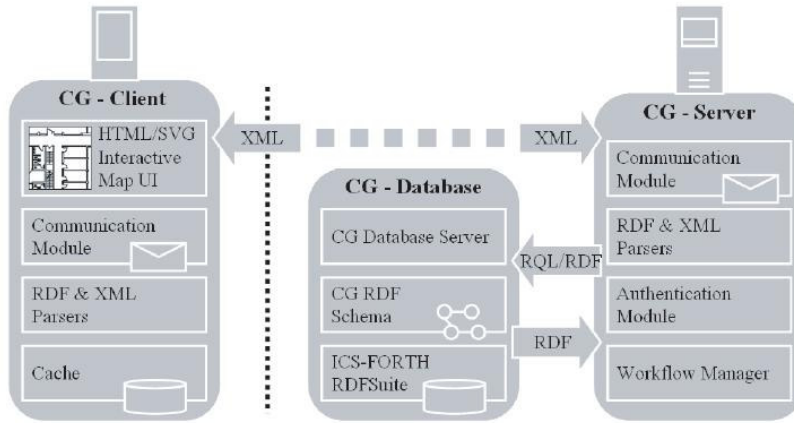 CG - Client
HTML/SVG
Interactive
Map UI
Communication
Module
RDF & XML
Parsers
Cache
XML
XML
CG - Database
CG Database Server
CG RDF
Schema
ICS-FORTH
RDFSuite
RQL/RDF
RDF
CG - Server
Communication
Module
RDF & XML
Parsers
Authentication
Module
Workflow Manager